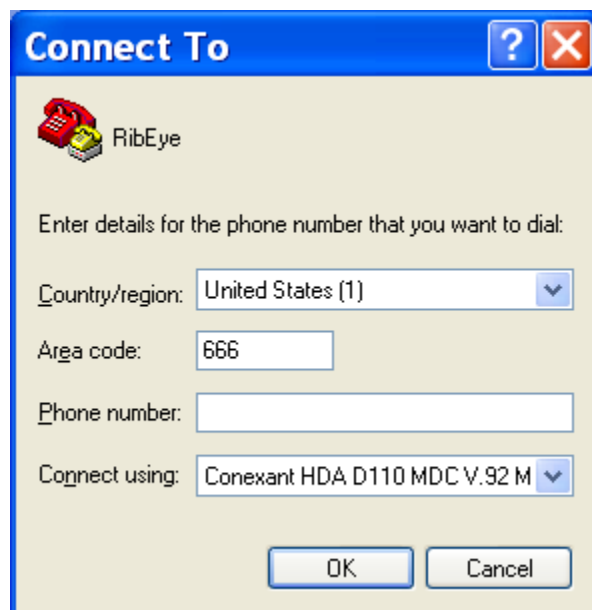 Connect To
?
RibEye
Enter details for the phone number that you want to dial:
Country/region: United States (1)
Area code: 666
Phone number:
Connect using: Conexant HDA D110 MDC V.92 M
OK Cancel